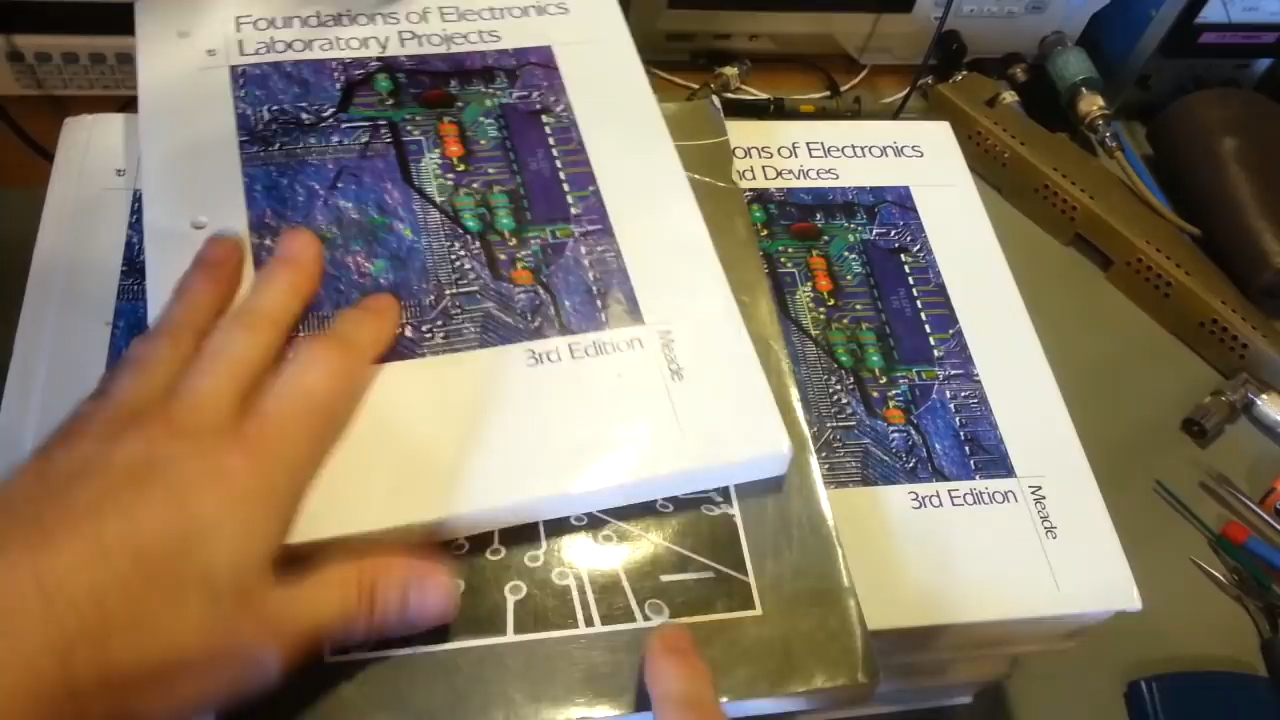 Foundations of Electronics
Laboratory Projects
3rd Edition
Meade
ons of Electronics
nd Devices
3rd Edition
Meade